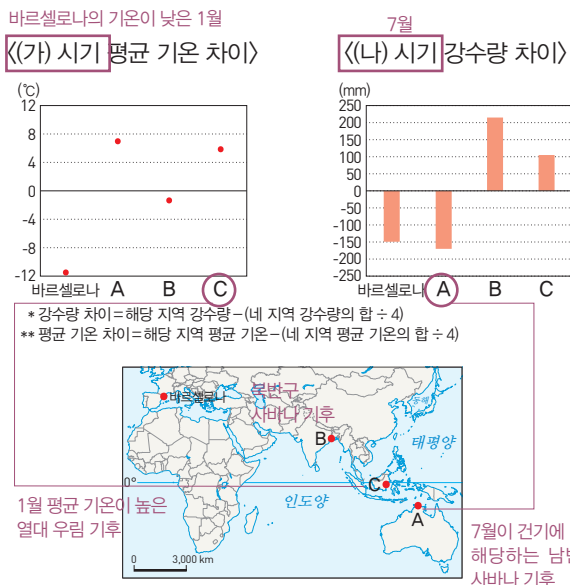 바르셀로나의 기온이 낮은 1월
〈(가) 시기 평균 기온 차이〉
(℃)
12
8
4
0
-4
-8
-12
바르셀로나 A B C
7월
〈(나) 시기 강수량 차이〉
(mm)
250
200
150
100
50
0
-50
-100
-150
-200
-250
바르셀로나 A B C
* 강수량 차이=해당 지역 강수량-(네 지역 강수량의 합 ÷ 4)
** 평균 기온 차이=해당 지역 평균 기온-(네 지역 평균 기온의 합 ÷ 4)
바르셀로나
북반구
사바나 기후
동해
태평양
B
0°
C
인도양
A
1월 평균 기온이 높은
열대 우림 기후
0 3,000 km
7월이 건기에
해당하는 남반
사바나 기후